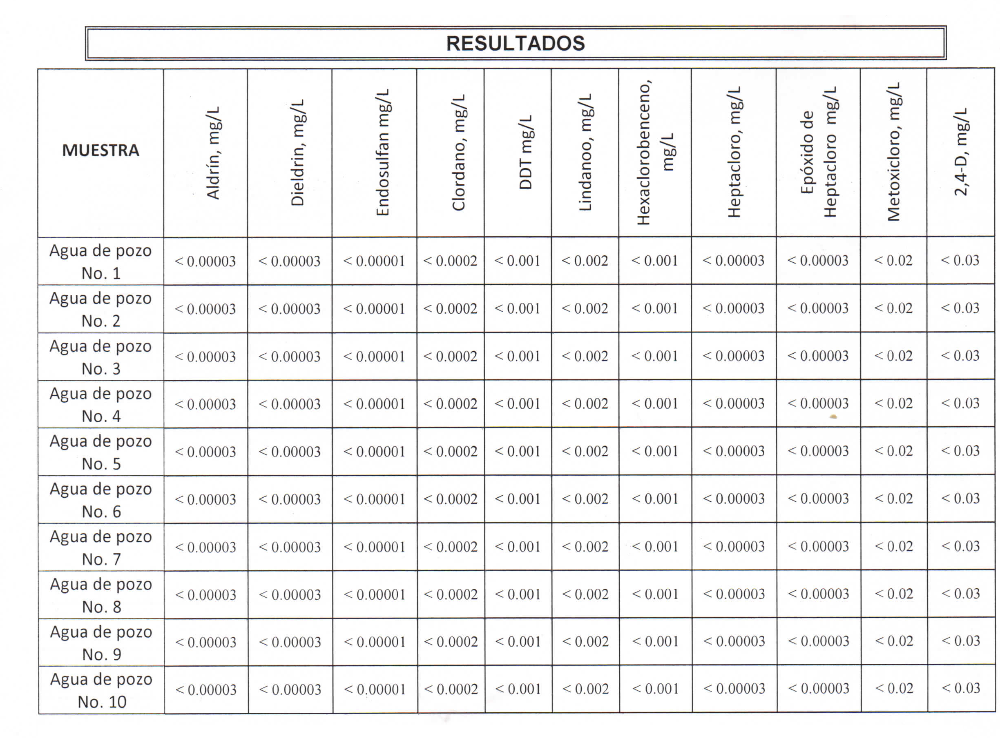 RESULTADOS
MUESTRA
Aldrín, mg/L
Dieldrin, mg/L
Endosulfan mg/L
Clordano, mg/L
DDT mg/L
Lindanoo, mg/L
Hexaclorobenceno,
mg/L
Heptacloro, mg/L
Epóxido de
Heptacloro mg/L
Metoxicloro, mg/L
2,4-D, mg/L
Agua de pozo
No. 1
< 0.00003 < 0.00003 < 0.00001 < 0.0002 < 0.001 < 0.002 < 0.001 < 0.00003 < 0.00003 < 0.02 < 0.03
Agua de pozo
No. 2
< 0.00003 < 0.00003 < 0.00001 < 0.0002 < 0.001 < 0.002 < 0.001 < 0.00003 < 0.00003 < 0.02 < 0.03
Agua de pozo
No. 3
< 0.00003 < 0.00003 < 0.00001 < 0.0002 < 0.001 < 0.002 < 0.001 < 0.00003 < 0.00003 < 0.02 < 0.03
Agua de pozo
No. 4
< 0.00003 < 0.00003 < 0.00001 < 0.0002 < 0.001 < 0.002 < 0.001 < 0.00003 < 0.00003 < 0.02 < 0.03
Agua de pozo
No. 5
< 0.00003 < 0.00003 < 0.00001 < 0.0002 < 0.001 < 0.002 < 0.001 < 0.00003 < 0.00003 < 0.02 < 0.03
Agua de pozo
No. 6
< 0.00003 < 0.00003 < 0.00001 < 0.0002 < 0.001 < 0.002 < 0.001 < 0.00003 < 0.00003 < 0.02 < 0.03
Agua de pozo
No. 7
< 0.00003 < 0.00003 < 0.00001 < 0.0002 < 0.001 < 0.002 < 0.001 < 0.00003 < 0.00003 < 0.02 < 0.03
Agua de pozo
No. 8
< 0.00003 < 0.00003 < 0.00001 < 0.0002 < 0.001 < 0.002 < 0.001 < 0.00003 < 0.00003 < 0.02 < 0.03
Agua de pozo
No. 9
< 0.00003 < 0.00003 < 0.00001 < 0.0002 < 0.001 < 0.002 < 0.001 < 0.00003 < 0.00003 < 0.02 < 0.03
Agua de pozo
No. 10
< 0.00003 < 0.00003 < 0.00001 < 0.0002 < 0.001 < 0.002 < 0.001 < 0.00003 < 0.00003 < 0.02 < 0.03